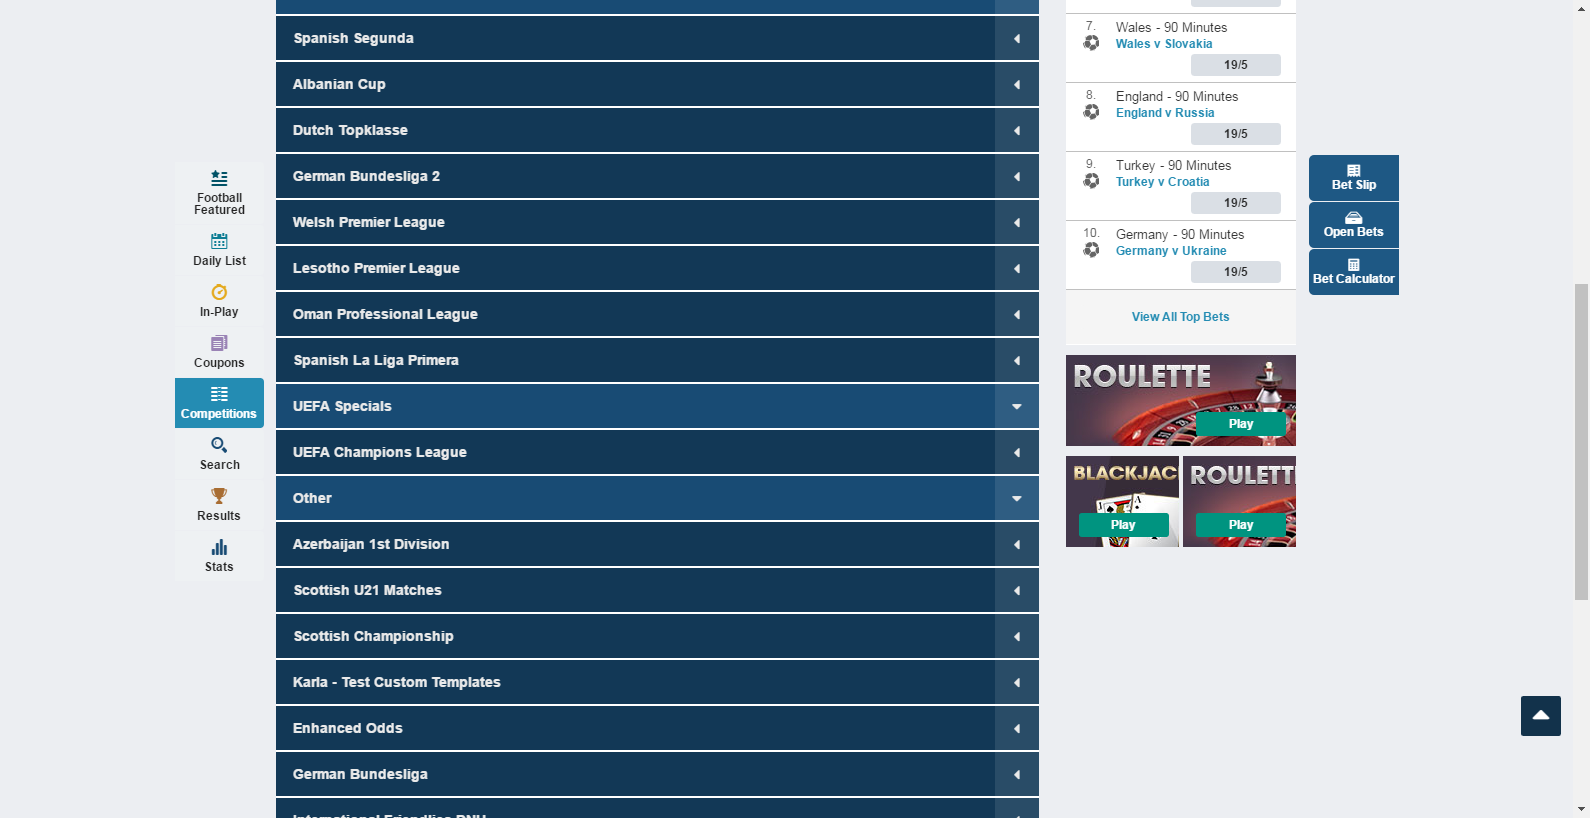 Football
Featured
Daily List
In-Play
Coupons
Competitions
Search
Results
Stats
Spanish Segunda
Albanian Cup
Dutch Topklasse
German Bundesliga 2
Welsh Premier League
Lesotho Premier League
Oman Professional League
Spanish La Liga Primera
UEFA Specials
UEFA Champions League
Other
Azerbaijan 1st Division
Scottish U21 Matches
Scottish Championship
Karla - Test Custom Templates
Enhanced Odds
German Bundesliga
International Friendlies DNU
7. Wales - 90 Minutes
Wales v Slovakia
19/5
8. England - 90 Minutes
England v Russia
19/5
9. Turkey - 90 Minutes
Turkey v Croatia
19/5
10. Germany - 90 Minutes
Germany v Ukraine
19/5
View All Top Bets
ROULETTE
Play
BLACKJAC
Play
ROULETT
Play
Bet Slip
Open Bets
Bet Calculator